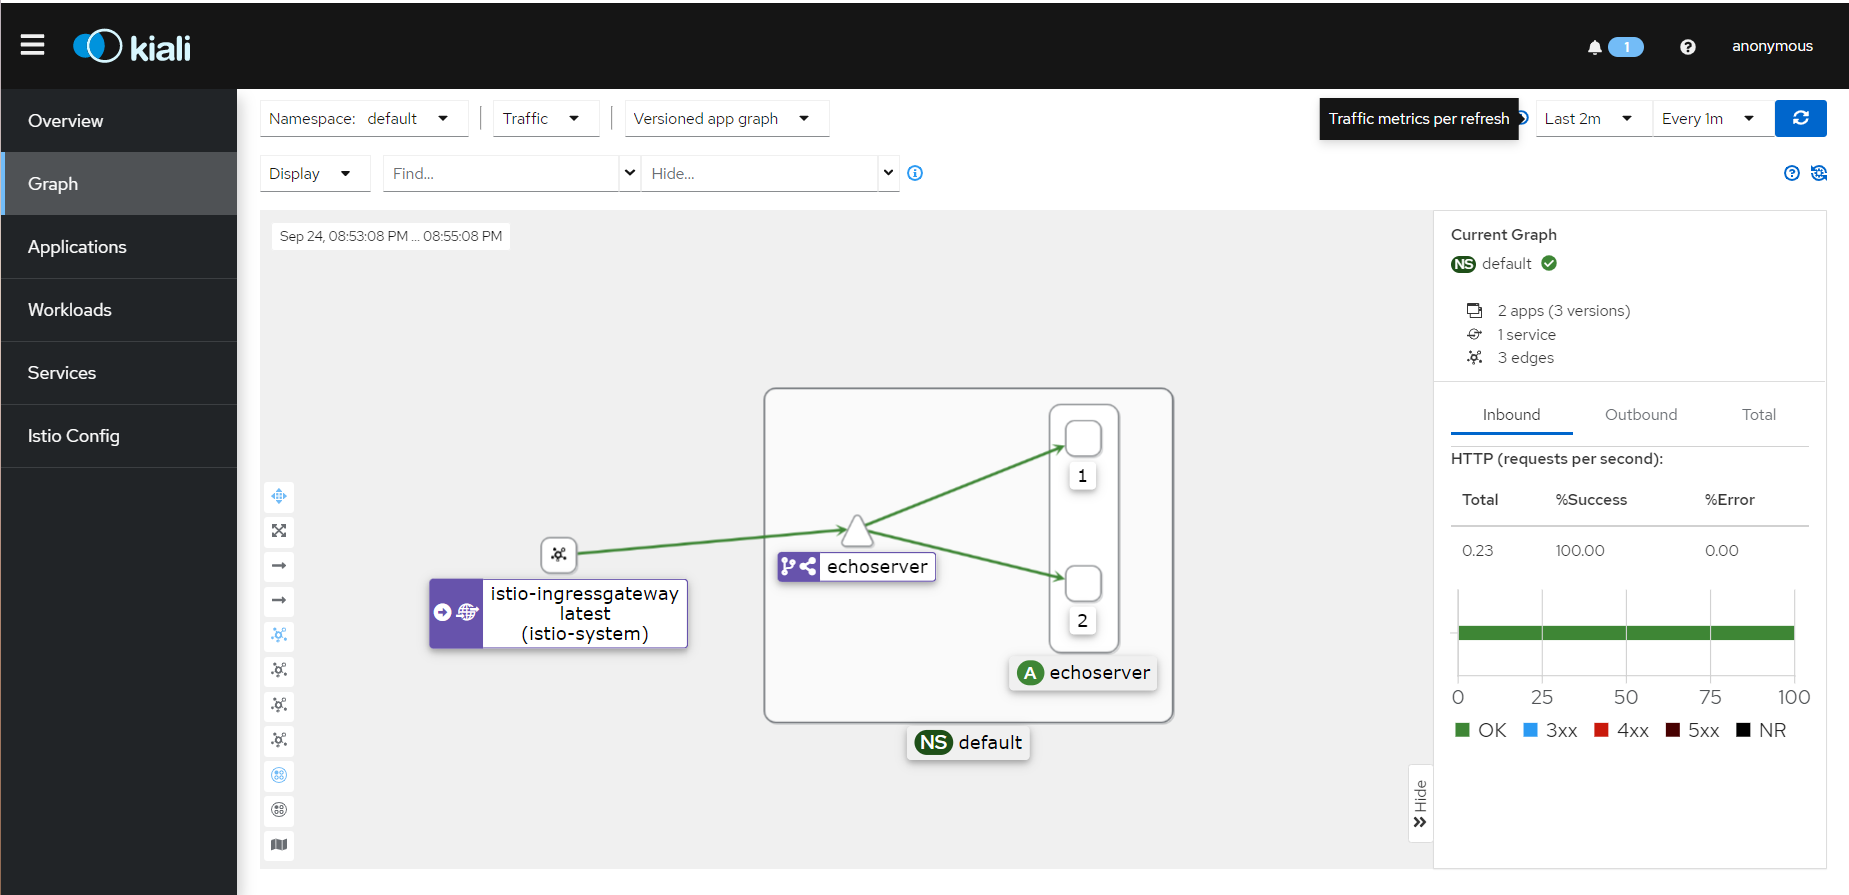 kiali
1
anonymous
Overview
Graph
Applications
Workloads
Services
Istio Config
Namespace: default
Traffic
Versioned app graph
Traffic metrics per refresh
Last 2m
Every 1m
Display
Find...
Hide...
Sep 24, 08:53:08 PM ... 08:55:08 PM
istio-ingressgateway
latest
(istio-system)
echoserver
1
2
A echoserver
NS default
Hide
Current Graph
NS default
2 apps (3 versions)
1 service
3 edges
Inbound Outbound Total
HTTP (requests per second):
Total %Success %Error
0.23 100.00 0.00
0 25 50 75 100
OK 3xx 4xx 5xx NR